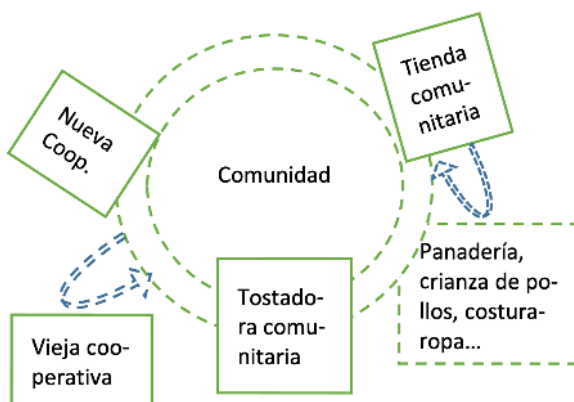 Tienda
comu-
nitaria
Nueva
Coop.
Comunidad
Panadería,
crianza de po-
llos, costura-
ropa...
Tostado-
ra comu-
nitaria
Vieja coo-
perativa